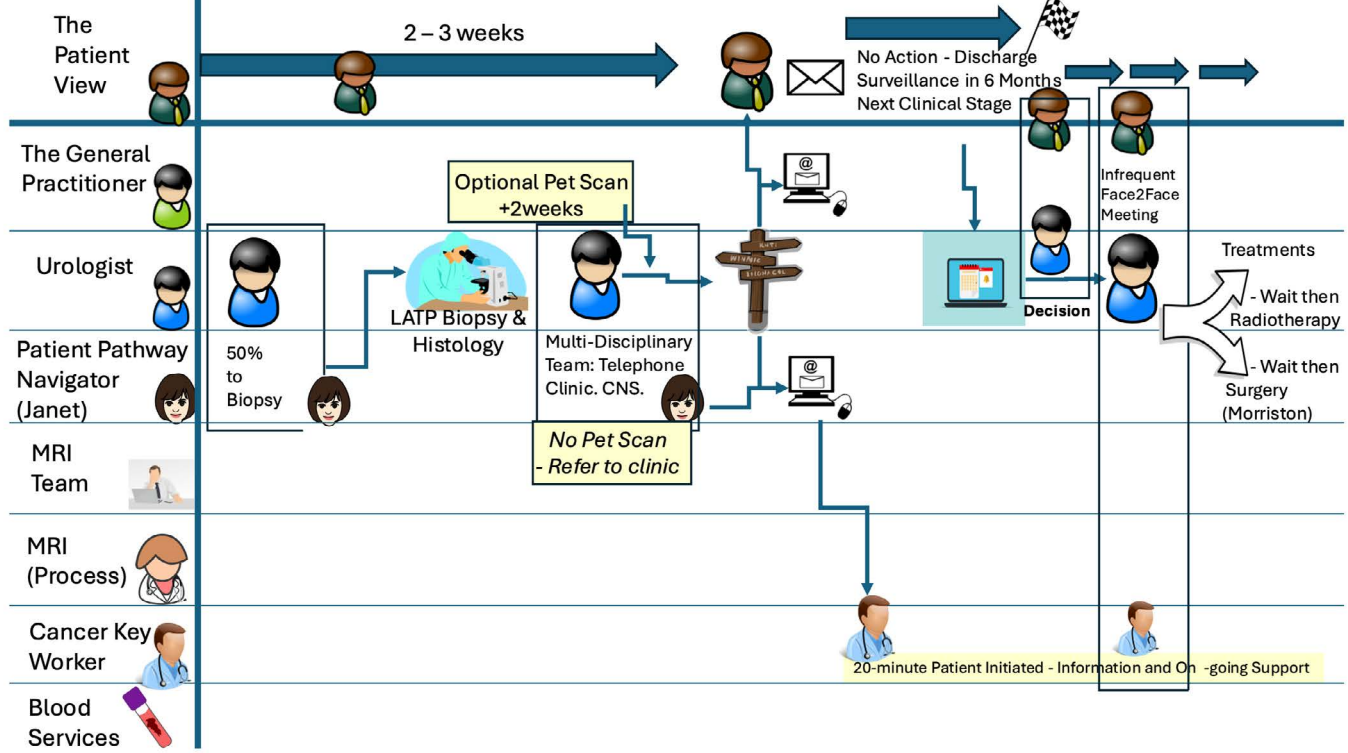 The
Patient
View
2 – 3 weeks
No Action - Discharge
Surveillance in 6 Months
Next Clinical Stage
The General
Practitioner
Optional Pet Scan
+2weeks
@
Infrequent
Face2Face
Meeting
Urologist
LATP Biopsy &
Histology
Decision
Treatments
- Wait then
Radiotherapy
- Wait then
Surgery
(Morriston)
Patient Pathway
Navigator
(Janet)
50%
to
Biopsy
Multi-Disciplinary
Team: Telephone
Clinic. CNS.
@
No Pet Scan
- Refer to clinic
MRI
Team
MRI
(Process)
Cancer Key
Worker
20-minute Patient Initiated - Information and On -going Support
Blood
Services